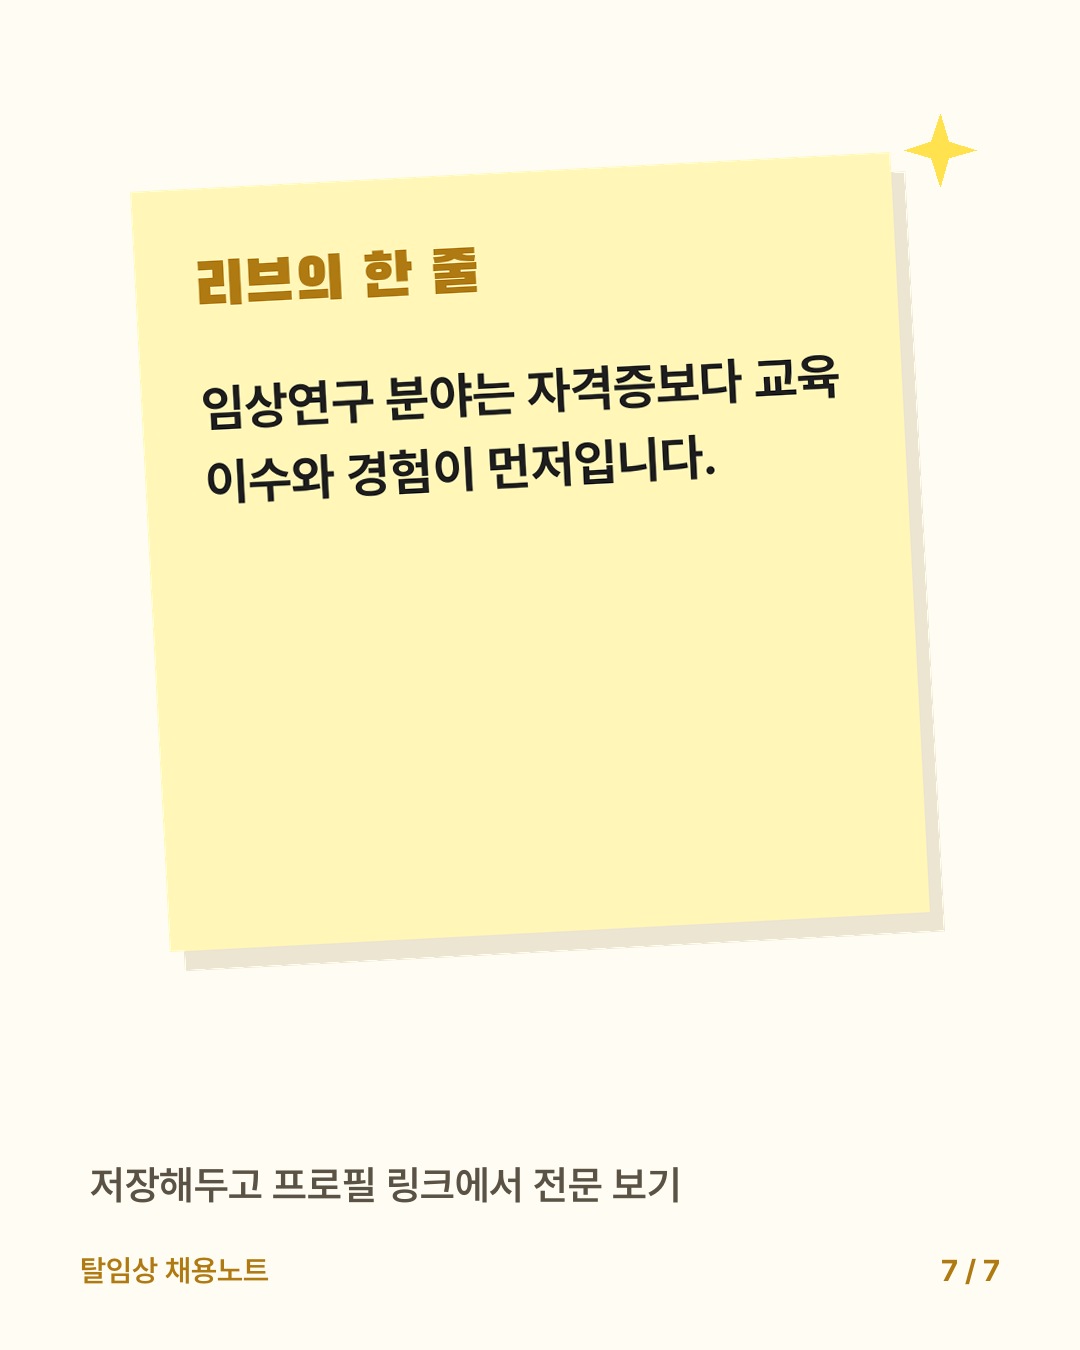 리브의 한 줄
임상연구 분야는 자격증보다 교육
이수와 경험이 먼저입니다.
저장해두고 프로필 링크에서 전문 보기
탈임상 채용노트
7 / 7